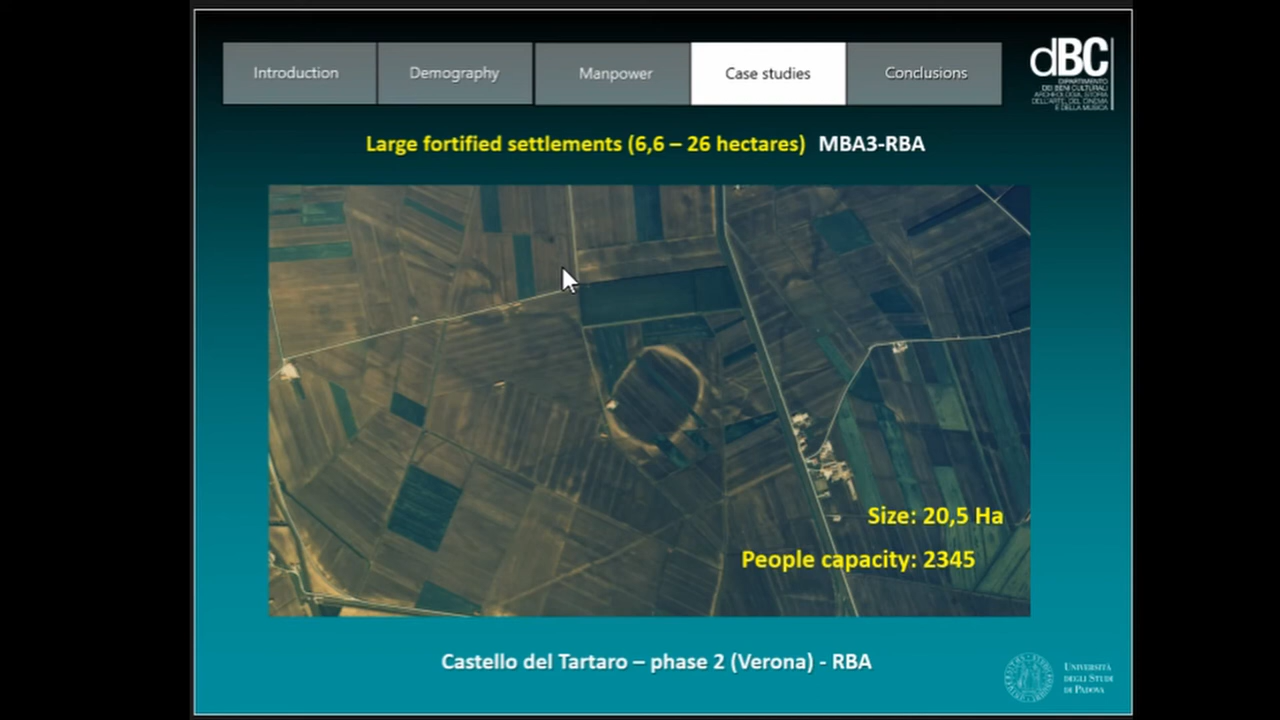 Introduction
Demography
Manpower
Case studies
Conclusions
dBC
DIPARTIMENTO
DEI BENI CULTURALI
ARCHEOLOGIA, STORIA
DELL'ARTE, DEL CINEMA
E DELLA MUSICA
Large fortified settlements (6,6 – 26 hectares) MBA3-RBA
Size: 20,5 Ha
People capacity: 2345
Castello del Tartaro – phase 2 (Verona) - RBA
UNIVERSITÀ
DEGLI STUDI
DI PADOVA